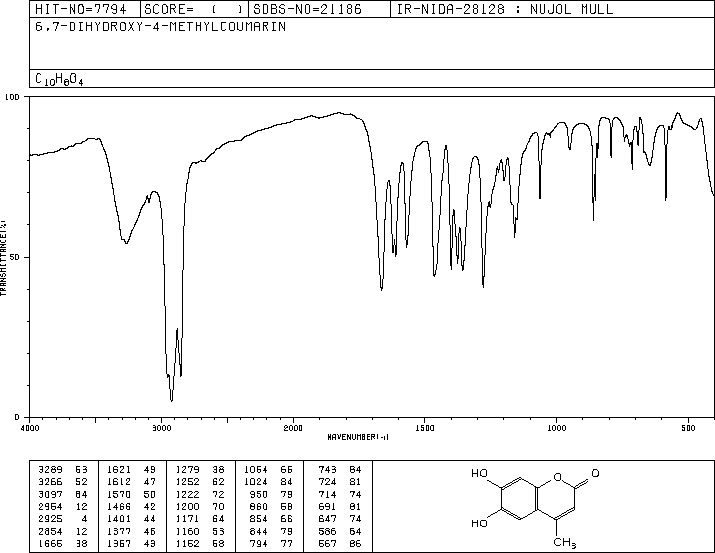 HIT-NO=7794 SCORE= ( ) SDBS-NO=21186 IR-NIDA-28128 : NUJOL MULL
6,7-DIHYDROXY-4-METHYLCOUMARIN
C10H8O4
100
50
0
TRANSMITTANCE(%)
4000 3000 2000 1500 1000 500
WAVENUMBER(-1)
3289 53 1621 49 1279 38 1064 66 743 84
3266 52 1612 47 1252 62 1024 84 724 81
3097 64 1570 50 1222 72 950 79 714 74
2954 12 1466 42 1200 70 860 58 691 81
2925 4 1401 44 1171 64 854 66 647 74
2854 12 1377 46 1160 53 844 79 586 64
1665 38 1357 43 1152 58 794 77 567 86
HO
O
O
HO
CH3